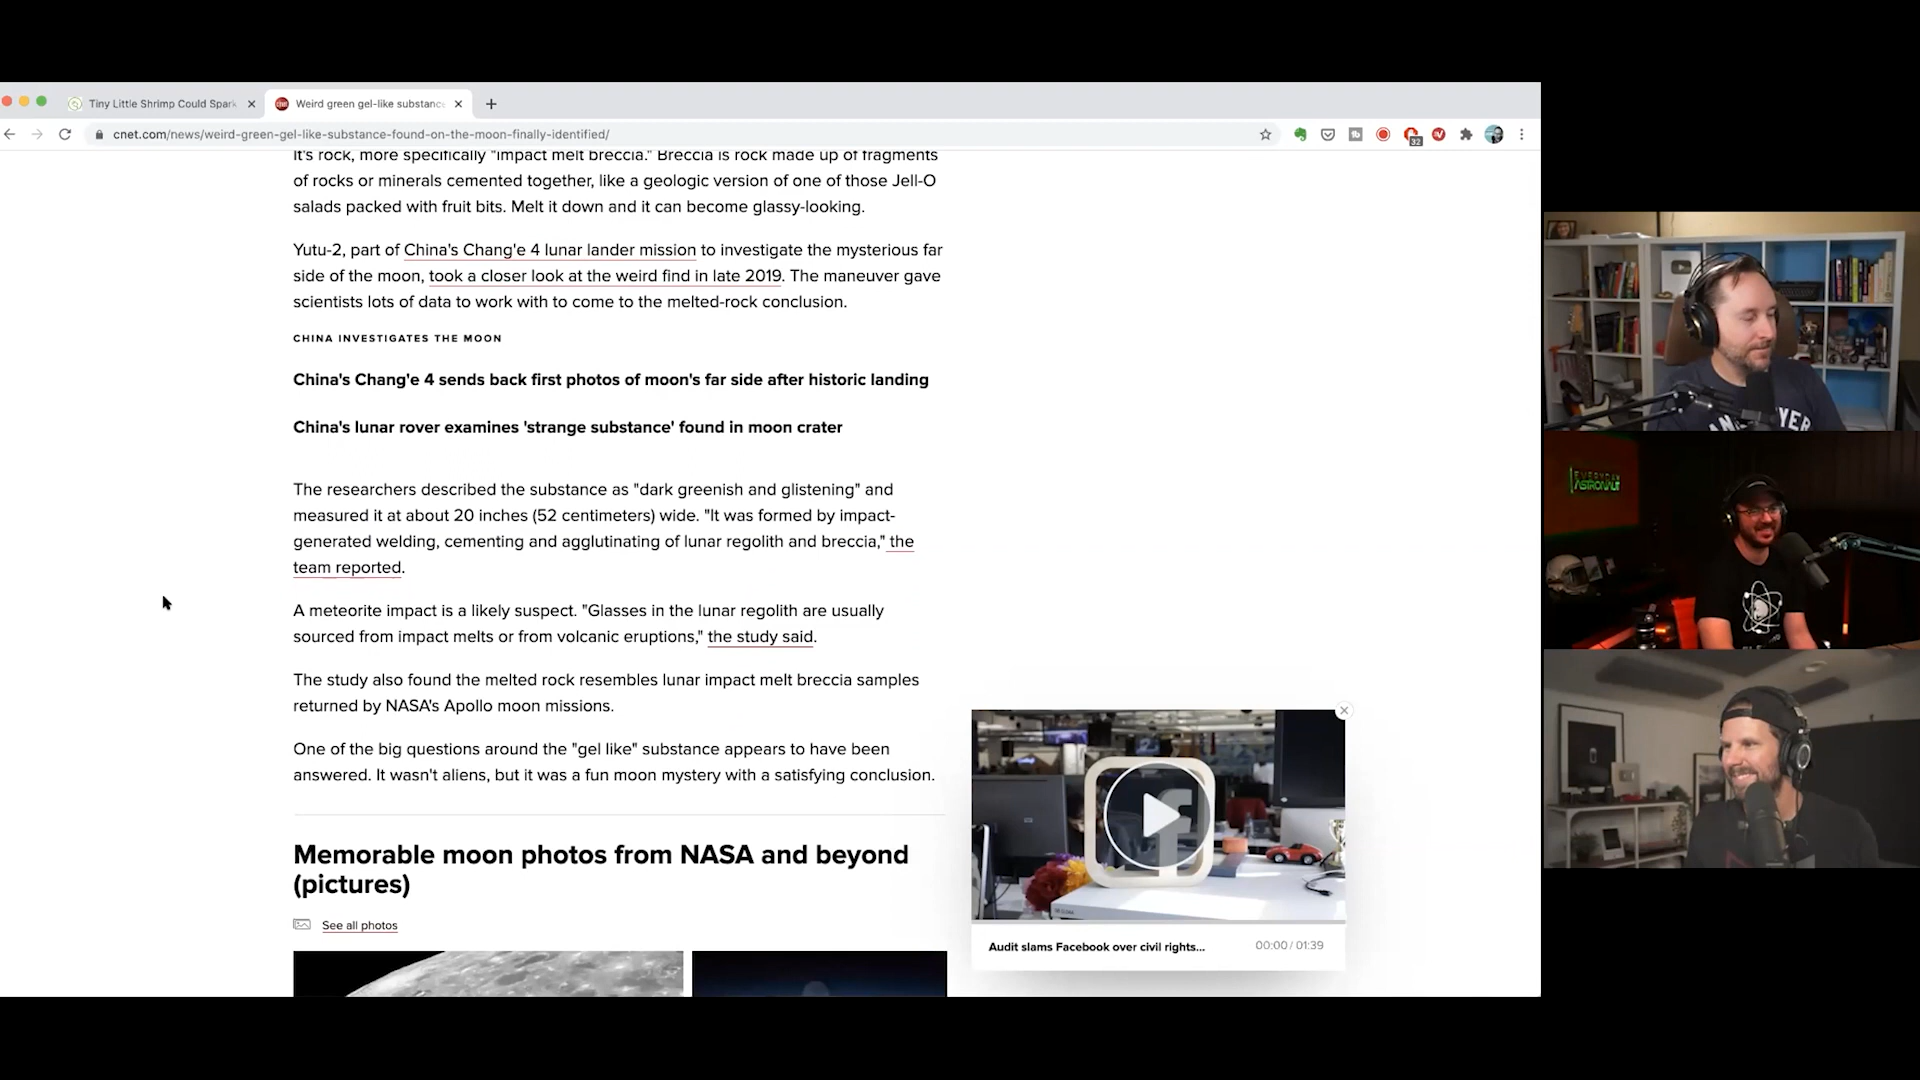 Tiny Little Shrimp Could Spark
Weird green gel-like substance
cnet.com/news/weird-green-gel-like-substance-found-on-the-moon-finally-identified/
32
It's rock, more specifically "impact melt breccia." Breccia is rock made up of fragments
of rocks or minerals cemented together, like a geologic version of one of those Jell-O
salads packed with fruit bits. Melt it down and it can become glassy-looking.
Yutu-2, part of China's Chang'e 4 lunar lander mission to investigate the mysterious far
side of the moon, took a closer look at the weird find in late 2019. The maneuver gave
scientists lots of data to work with to come to the melted-rock conclusion.
CHINA INVESTIGATES THE MOON
China's Chang'e 4 sends back first photos of moon's far side after historic landing
China's lunar rover examines 'strange substance' found in moon crater
The researchers described the substance as "dark greenish and glistening" and
measured it at about 20 inches (52 centimeters) wide. "It was formed by impact-
generated welding, cementing and agglutinating of lunar regolith and breccia," the
team reported.
A meteorite impact is a likely suspect. "Glasses in the lunar regolith are usually
sourced from impact melts or from volcanic eruptions," the study said.
The study also found the melted rock resembles lunar impact melt breccia samples
returned by NASA's Apollo moon missions.
One of the big questions around the "gel like" substance appears to have been
answered. It wasn't aliens, but it was a fun moon mystery with a satisfying conclusion.
Memorable moon photos from NASA and beyond
(pictures)
See all photos
Audit slams Facebook over civil rights...
00:00 / 01:39
EVERYDAY
ASTRONAUT